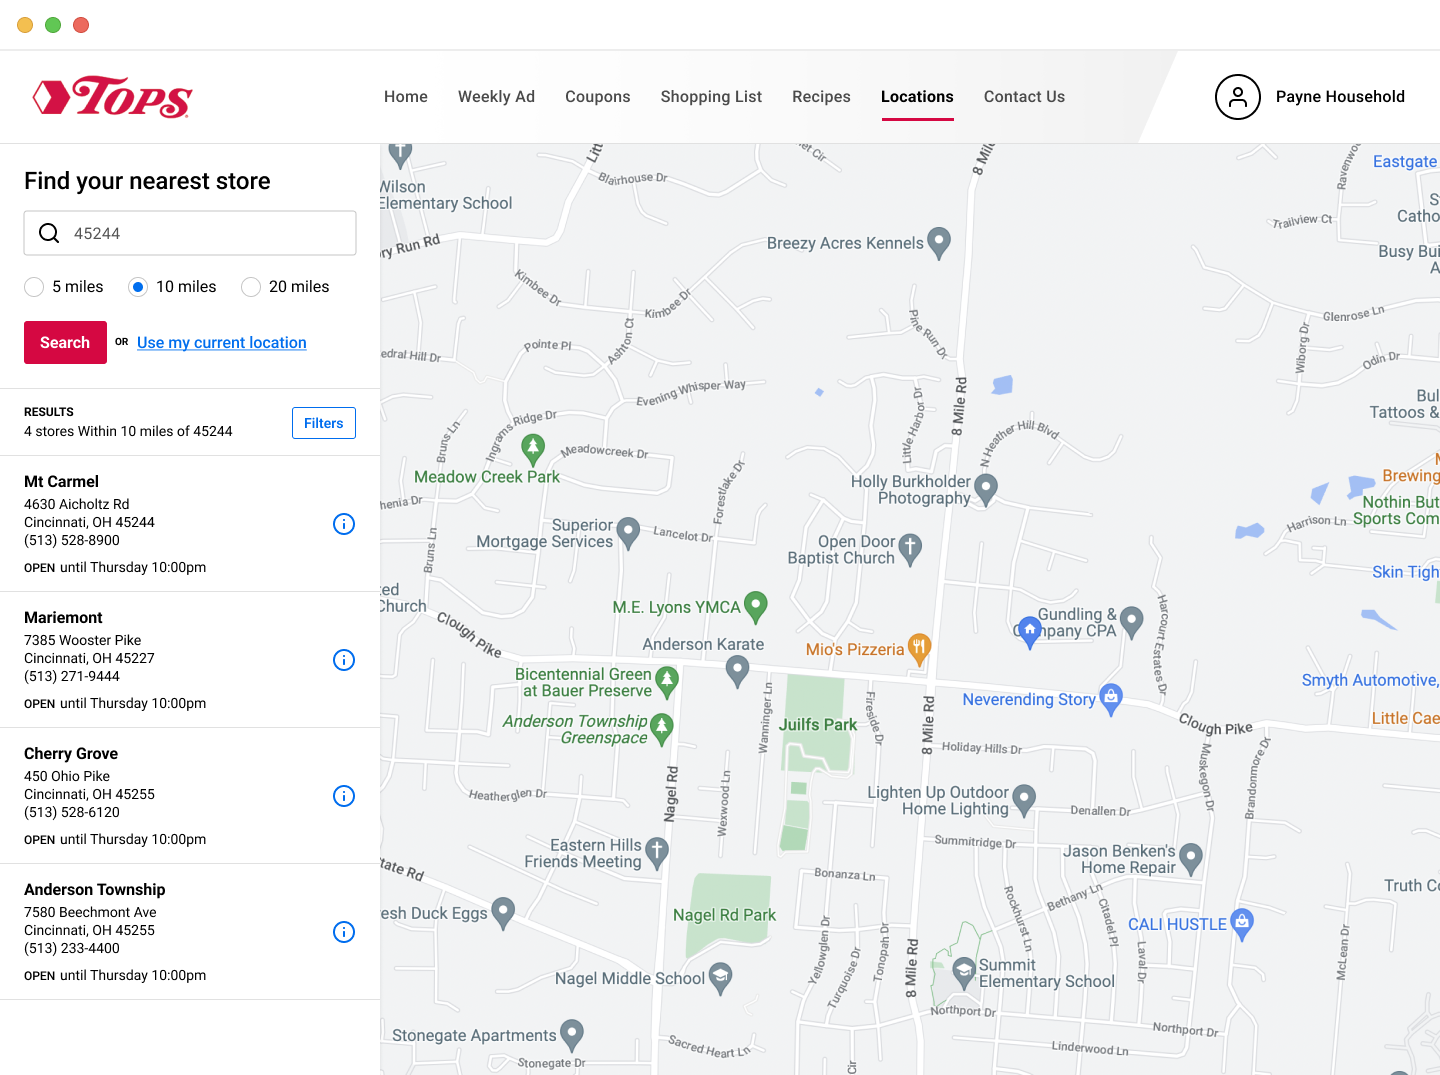 TOPS
Home
Weekly Ad
Coupons
Shopping List
Recipes
Locations
Contact Us
Payne Household
Find your nearest store
45244
5 miles
10 miles
20 miles
Search
OR
Use my current location
RESULTS
4 stores Within 10 miles of 45244
Filters
Mt Carmel
4630 Aicholtz Rd
Cincinnati, OH 45244
(513) 528-8900
OPEN until Thursday 10:00pm
Mariemont
7385 Wooster Pike
Cincinnati, OH 45227
(513) 271-9444
OPEN until Thursday 10:00pm
Cherry Grove
450 Ohio Pike
Cincinnati, OH 45255
(513) 528-6120
OPEN until Thursday 10:00pm
Anderson Township
7580 Beechmont Ave
Cincinnati, OH 45255
(513) 233-4400
OPEN until Thursday 10:00pm
Wilson
Elementary School
Blairhouse Dr
8 Mil
Ravenwo
Eastgate
Trailview Ct
Catho
Busy Bui
ry Run Rd
Breezy Acres Kennels
Kimbee Dr
Kimbee Dr
Ashton Ct
Pointe Pl
edral Hill Dr
Pine Run Dr
Glenrose Ln
Wiborg Dr
Odin Dr
Evening Whisper Way
8 Mile Rd
Little Harbor Dr
N Heather Hill Blvd
Bul
Tattoos &
Bruns Ln
Ingrams Ridge Dr
Meadowcreek Dr
Meadow Creek Park
Forestlake Dr
Holly Burkholder
Photography
Brewing
Nothin But
Sports Com
Harrison Ln
henia Dr
Superior
Mortgage Services
Lancelot Dr
Bruns Ln
Open Door
Baptist Church
Skin Tigh
ted
Church
Clough Pike
M.E. Lyons YMCA
Anderson Karate
Mio's Pizzeria
Gundling &
Company CPA
Harcourt Estates Dr
Bicentennial Green
at Bauer Preserve
Anderson Township
Greenspace
Wanninger Ln
Juilfs Park
Fireside Dr
8 Mile Rd
Neverending Story
Smyth Automotive,
Little Cae
Clough Pike
Holiday Hills Dr
Muskegon Dr
Brandonmore Dr
Nagel Rd
Wexwood Ln
Heatherglen Dr
Lighten Up Outdoor
Home Lighting
Denallen Dr
Summitridge Dr
Jason Benken's
Home Repair
Eastern Hills
Friends Meeting
tate Rd
esh Duck Eggs
Bonanza Ln
Nagel Rd Park
Rockhurst Ln
Bethany Ln
Citadel Pl
Laval Dr
CALI HUSTLE
Truth Co
McLean Dr
Yellowglen Dr
Turquoise Dr
Tonopah Dr
8 Mile Rd
Nagel Middle School
Summit
Elementary School
Northport Dr
Northport Dr
Linderwood Ln
Stonegate Apartments
Stonegate Dr
Sacred Heart Ln
Cir